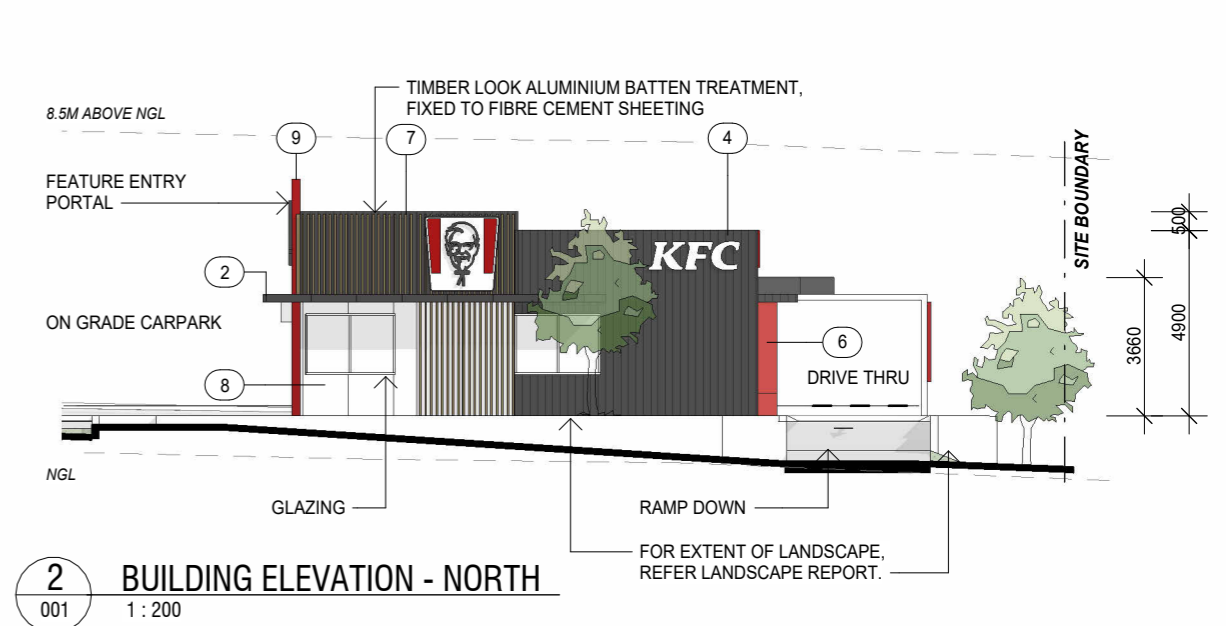 TIMBER LOOK ALUMINIUM BATTEN TREATMENT,
FIXED TO FIBRE CEMENT SHEETING
8.5M ABOVE NGL
9
7
4
FEATURE ENTRY
PORTAL
SITE BOUNDARY
500
KFC
2
ON GRADE CARPARK
3660
4900
6
8
DRIVE THRU
NGL
GLAZING
RAMP DOWN
FOR EXTENT OF LANDSCAPE,
REFER LANDSCAPE REPORT.
2
001
BUILDING ELEVATION - NORTH
1 : 200